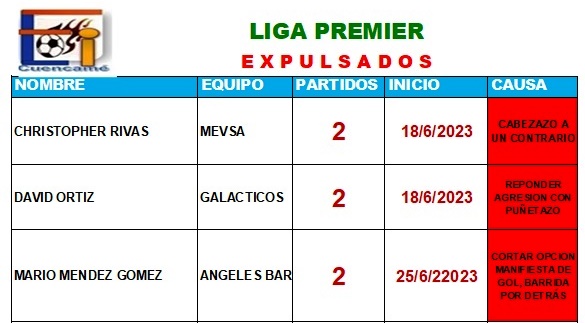 LIGA PREMIER
EXPULSADOS
Cuencamé
NOMBRE EQUIPO PARTIDOS INICIO CAUSA
CHRISTOPHER RIVAS MEVSA 2 18/6/2023 CABEZAZO A
UN CONTRARIO
DAVID ORTIZ GALACTICOS 2 18/6/2023 REPONDER
AGRESION CON
PUÑETAZO
MARIO MENDEZ GOMEZ ANGELES BAR 2 25/6/22023 CORTAR OPCION
MANIFIESTA DE
GOL, BARRIDA
POR DETRÁS